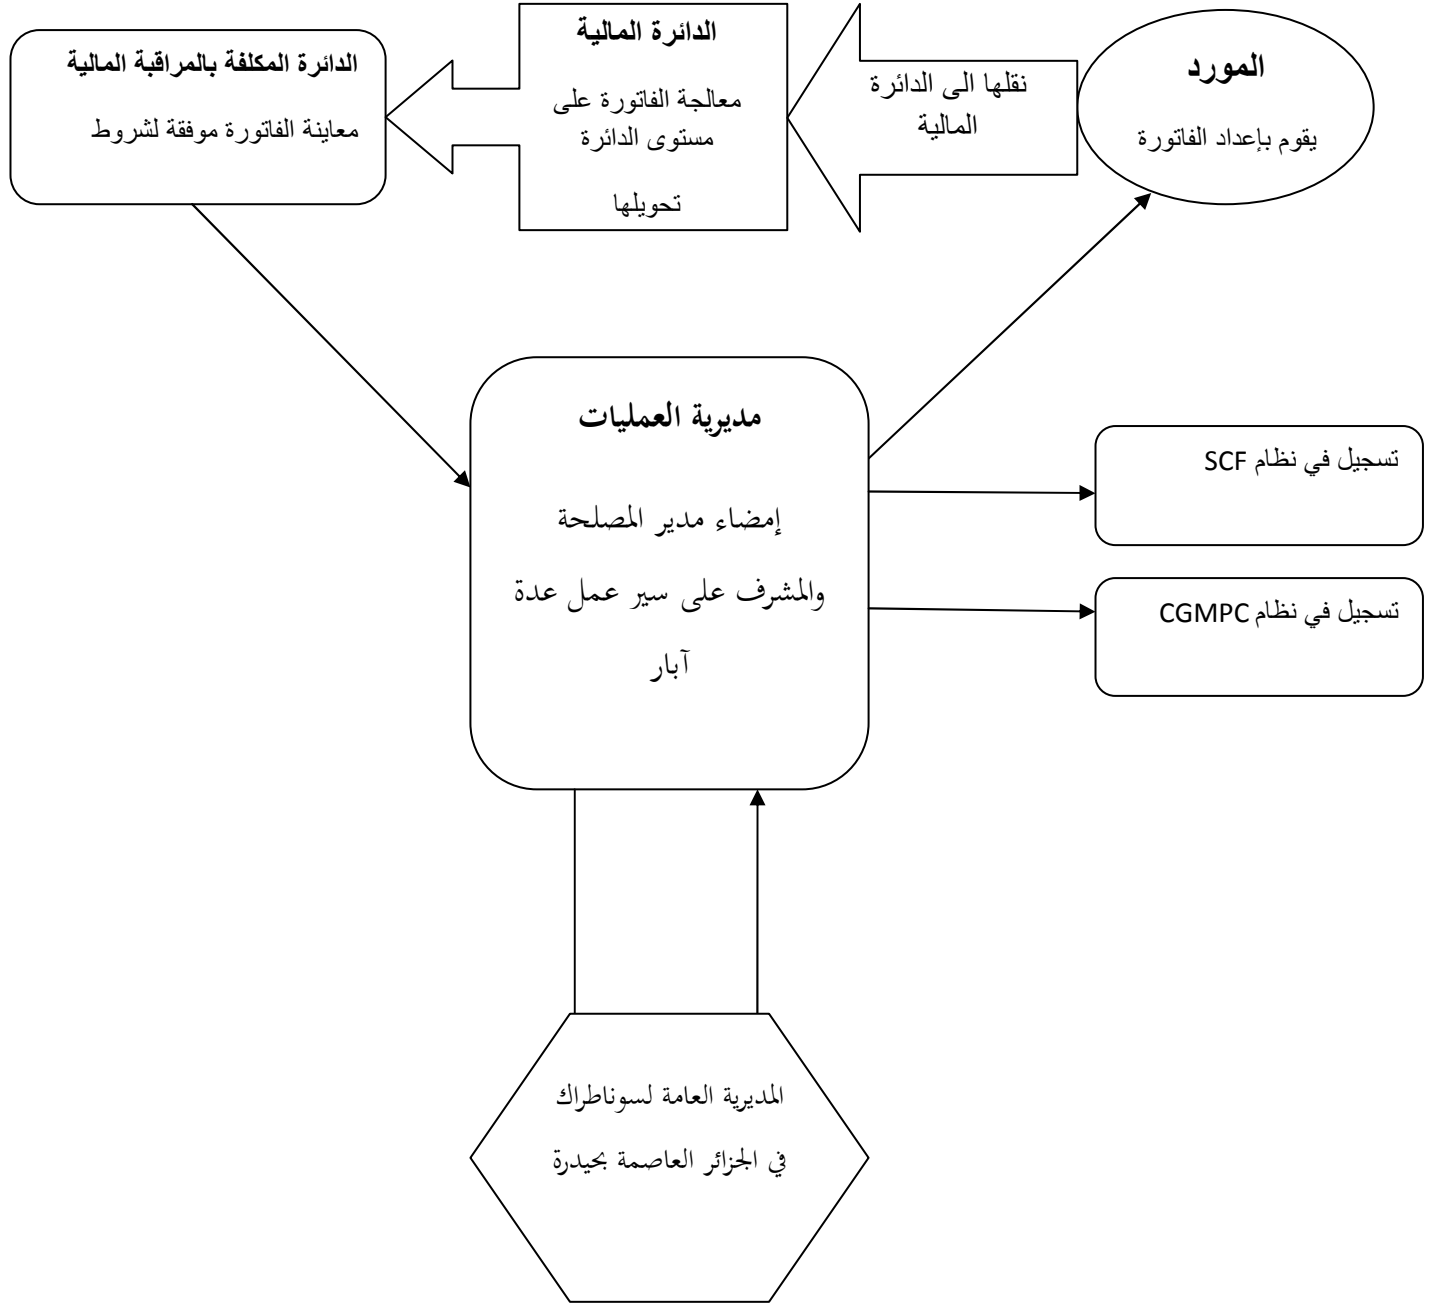 المورد
يقوم بإعداد الفاتورة
نقلها الى الدائرة
المالية
الدائرة المالية
معالجة الفاتورة على
مستوى الدائرة
تحويلها
الدائرة المكلفة بالمراقبة المالية
معاينة الفاتورة موفقة لشروط
مديرية العمليات
إمضاء مدير المصلحة
والمشرف على سير عمل عدة
آبار
تسجيل في نظام SCF
تسجيل في نظام CGMPC
المديرية العامة لسوناطراك
في الجزائر العاصمة بحيدرة